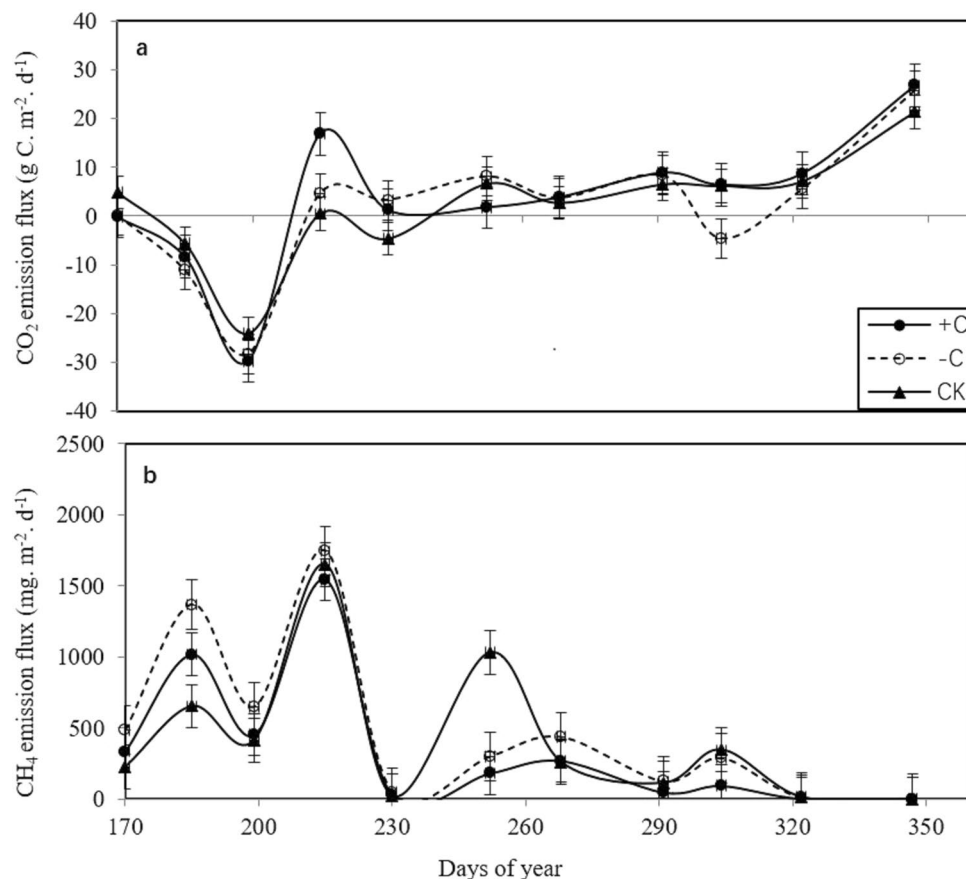 a
CO₂ emission flux (g C. m⁻². d⁻¹)
40
30
20
10
0
-10
-20
-30
-40
+C
-C
CK
b
CH₄ emission flux (mg. m⁻². d⁻¹)
2500
2000
1500
1000
500
0
170 200 230 260 290 320 350
Days of year